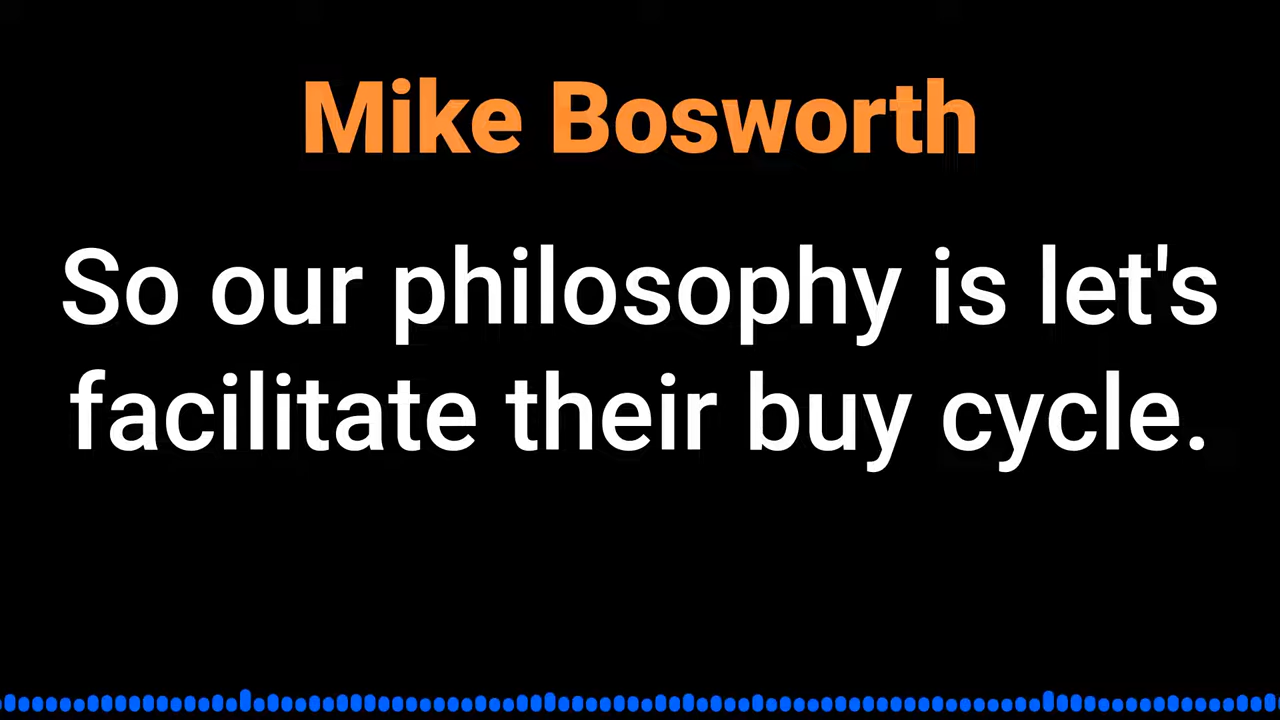 Mike Bosworth
So our philosophy is let's
facilitate their buy cycle.